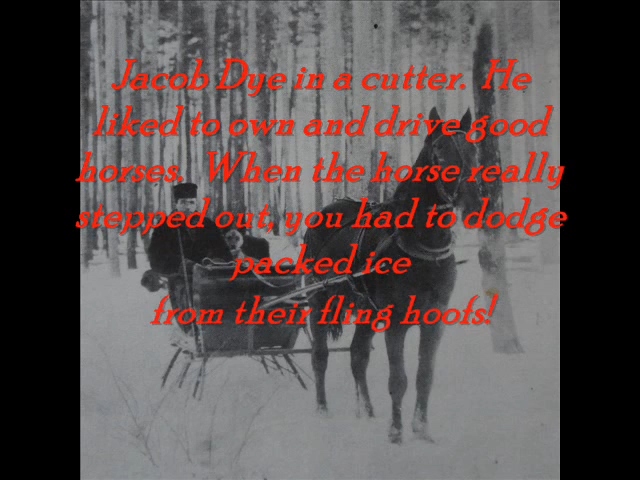 Jacob Dye in a cutter. He
liked to own and drive good
horses. When the horse really
stepped out, you had to dodge
packed ice
from their fling hoofs!